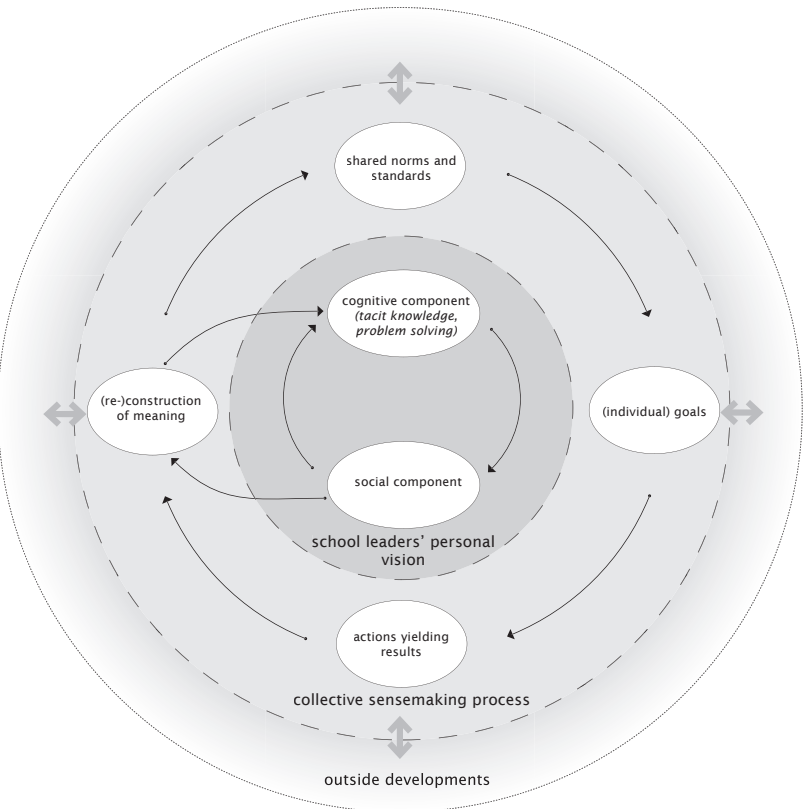 shared norms and
standards
cognitive component
(tacit knowledge,
problem solving)
(re-)construction
of meaning
(individual) goals
social component
school leaders’ personal
vision
actions yielding
results
collective sensemaking process
outside developments